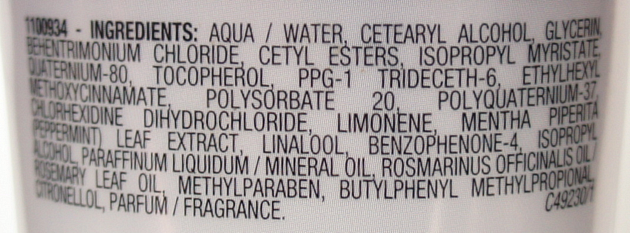 1100934 - INGREDIENTS: AQUA / WATER, CETEARYL ALCOHOL, GLYCERIN,
BEHENTRIMONIUM CHLORIDE, CETYL ESTERS, ISOPROPYL MYRISTATE,
QUATERNIUM-80, TOCOPHEROL, PPG-1 TRIDECETH-6, ETHYLHEXYL
METHOXYCINNAMATE, POLYSORBATE 20, POLYQUATERNIUM-37,
CHLORHEXIDINE DIHYDROCHLORIDE, LIMONENE, MENTHA PIPERITA
(PEPPERMINT) LEAF EXTRACT, LINALOOL, BENZOPHENONE-4, ISOPROPYL
ALCOHOL, PARAFFINUM LIQUIDUM / MINERAL OIL, ROSMARINUS OFFICINALIS OIL /
ROSEMARY LEAF OIL, METHYLPARABEN, BUTYLPHENYL METHYLPROPIONAL,
CITRONELLOL, PARFUM / FRAGRANCE. C49230/1